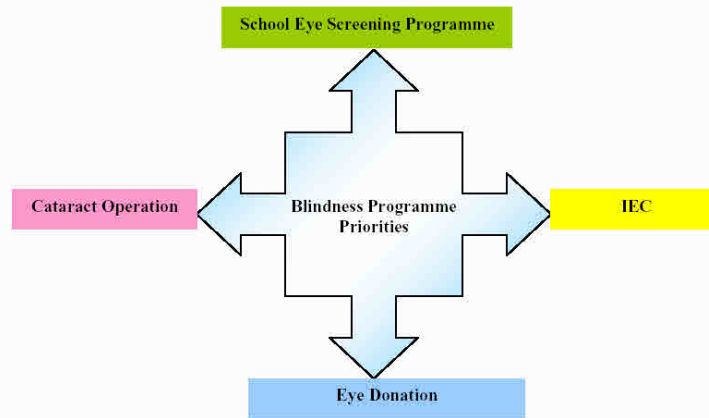 School Eye Screening Programme
Cataract Operation
Blindness Programme
Priorities
IEC
Eye Donation